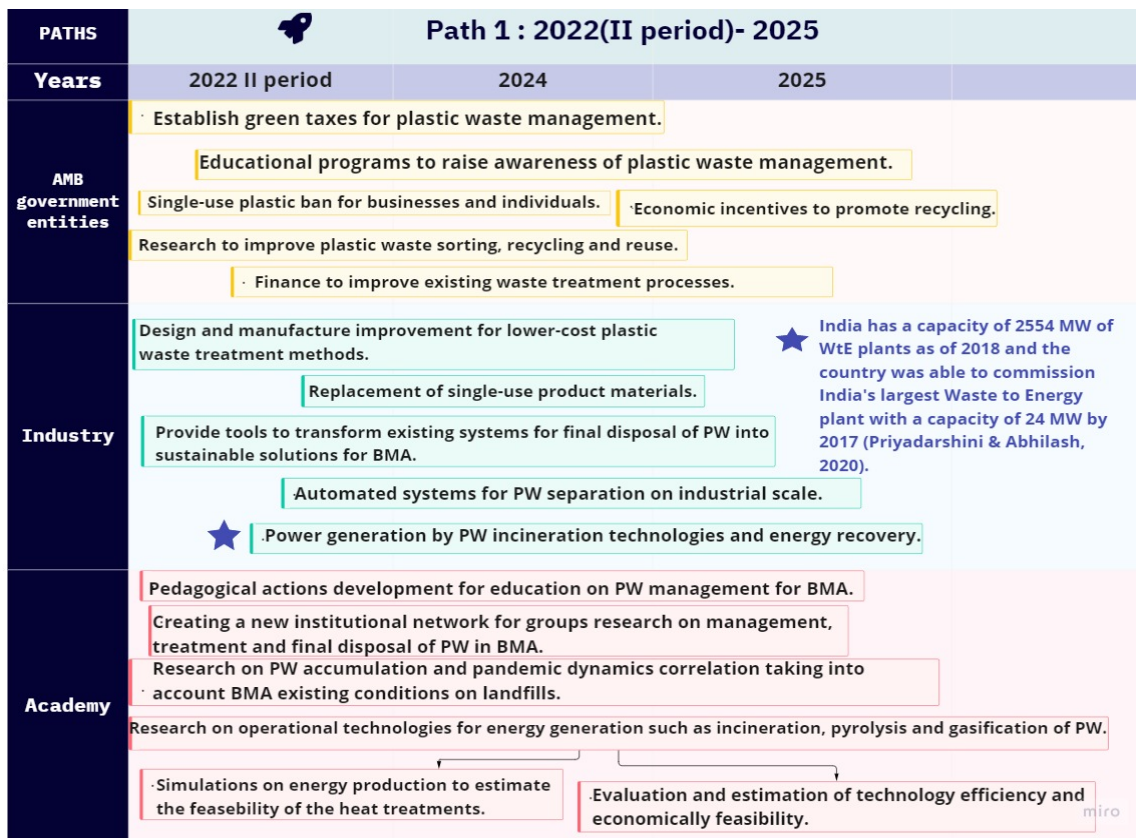 PATHS
Path 1 : 2022(II period)- 2025
Years
2022 II period
2024
2025
AMB
government
entities
· Establish green taxes for plastic waste management.
Educational programs to raise awareness of plastic waste management.
Single-use plastic ban for businesses and individuals.
·Economic incentives to promote recycling.
Research to improve plastic waste sorting, recycling and reuse.
· Finance to improve existing waste treatment processes.
Industry
Design and manufacture improvement for lower-cost plastic
waste treatment methods.
Replacement of single-use product materials.
Provide tools to transform existing systems for final disposal of PW into
sustainable solutions for BMA.
·Automated systems for PW separation on industrial scale.
·Power generation by PW incineration technologies and energy recovery.
India has a capacity of 2554 MW of
WtE plants as of 2018 and the
country was able to commission
India's largest Waste to Energy
plant with a capacity of 24 MW by
2017 (Priyadarshini & Abhilash,
2020).
Academy
Pedagogical actions development for education on PW management for BMA.
Creating a new institutional network for groups research on management,
treatment and final disposal of PW in BMA.
Research on PW accumulation and pandemic dynamics correlation taking into
· account BMA existing conditions on landfills.
Research on operational technologies for energy generation such as incineration, pyrolysis and gasification of PW.
·Simulations on energy production to estimate
the feasebility of the heat treatments.
·Evaluation and estimation of technology efficiency and
economically feasibility.
miro